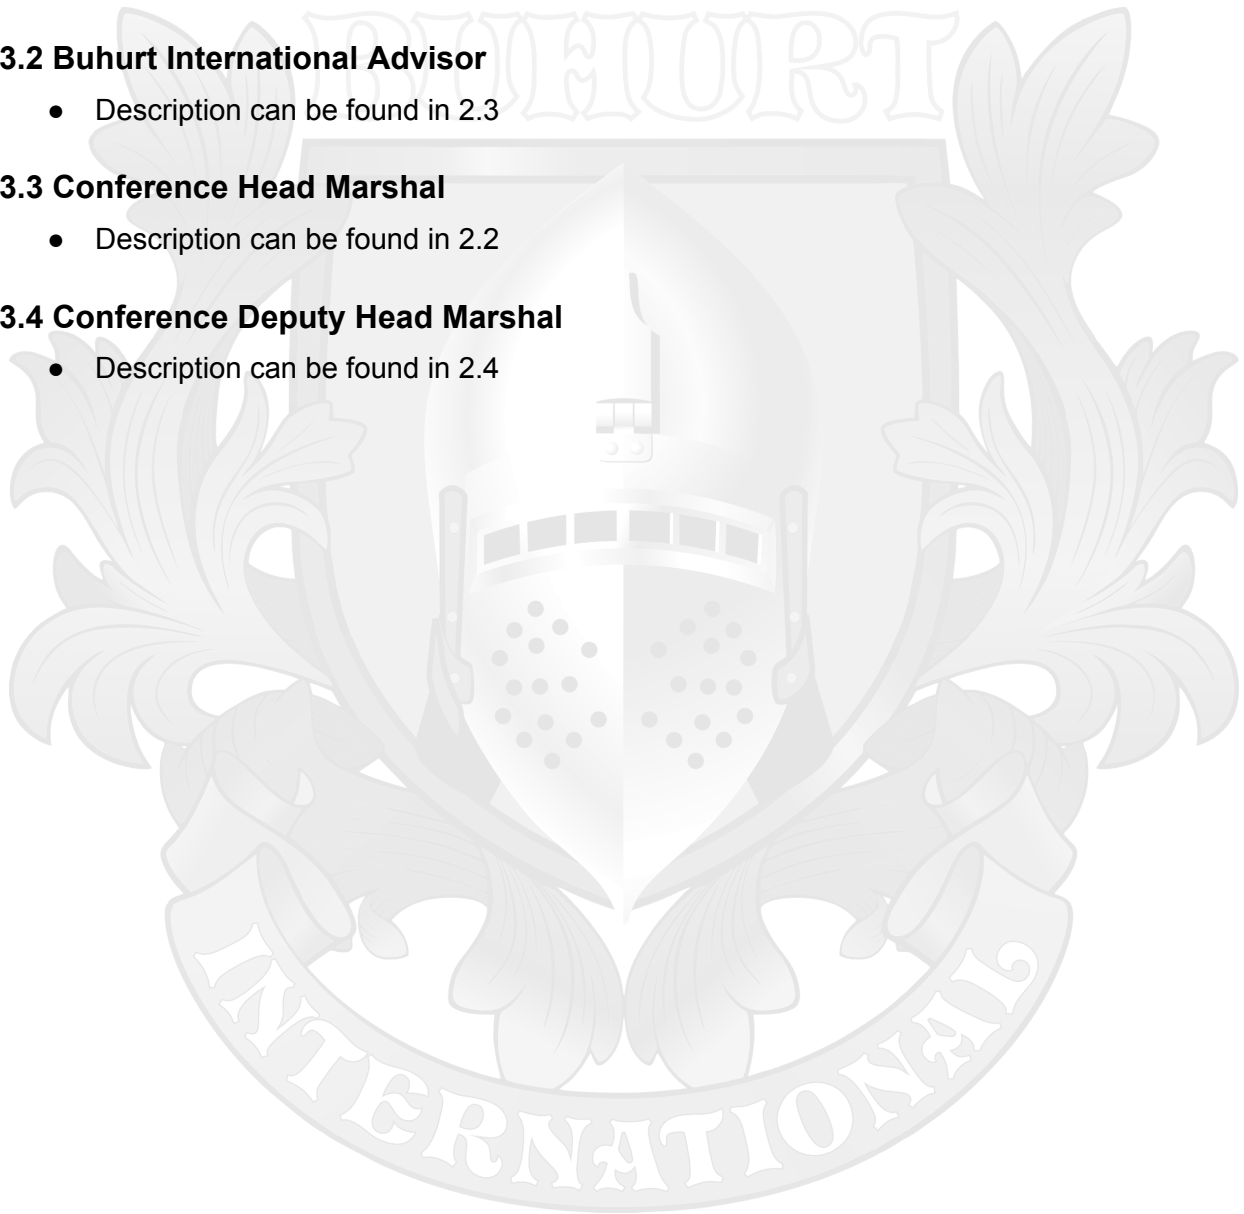 BUHURT
3.2 Buhurt International Advisor
● Description can be found in 2.3
3.3 Conference Head Marshal
● Description can be found in 2.2
3.4 Conference Deputy Head Marshal
● Description can be found in 2.4
INTERNATIONAL